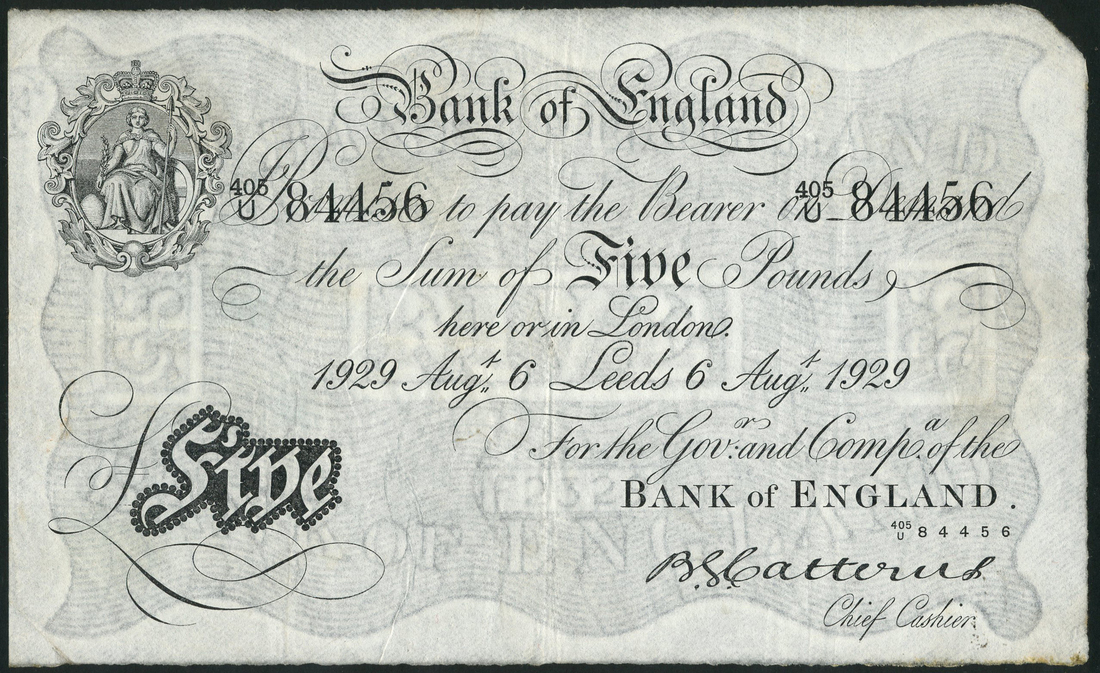 Bank of England
405/U 84456 I Promise to pay the Bearer on Demand 405/U 84456
the Sum of Five Pounds
here or in London.
1929 Augt. 6 Leeds 6 Augt. 1929
For the Govr: and Compa. of the
BANK of ENGLAND.
405/U 84456
B.G. Catterns
Chief Cashier.
£ Five